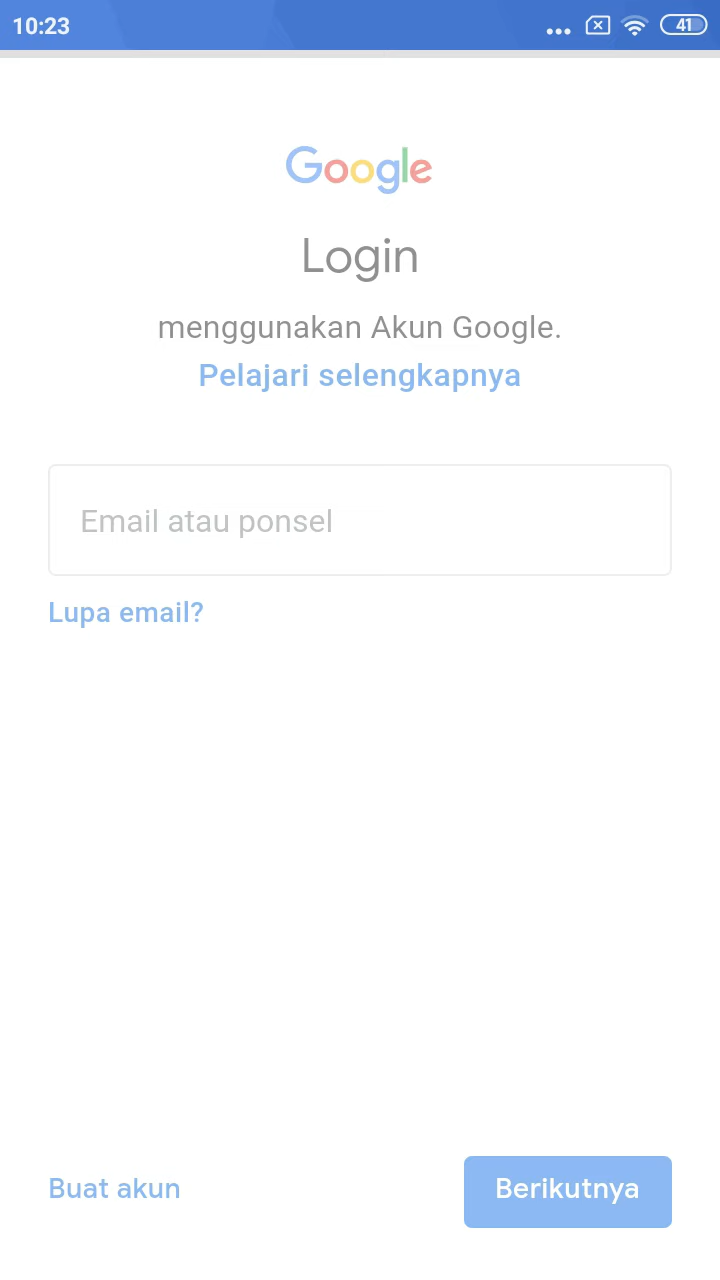 10:23
41
Google
Login
menggunakan Akun Google.
Pelajari selengkapnya
Email atau ponsel
Lupa email?
Buat akun
Berikutnya